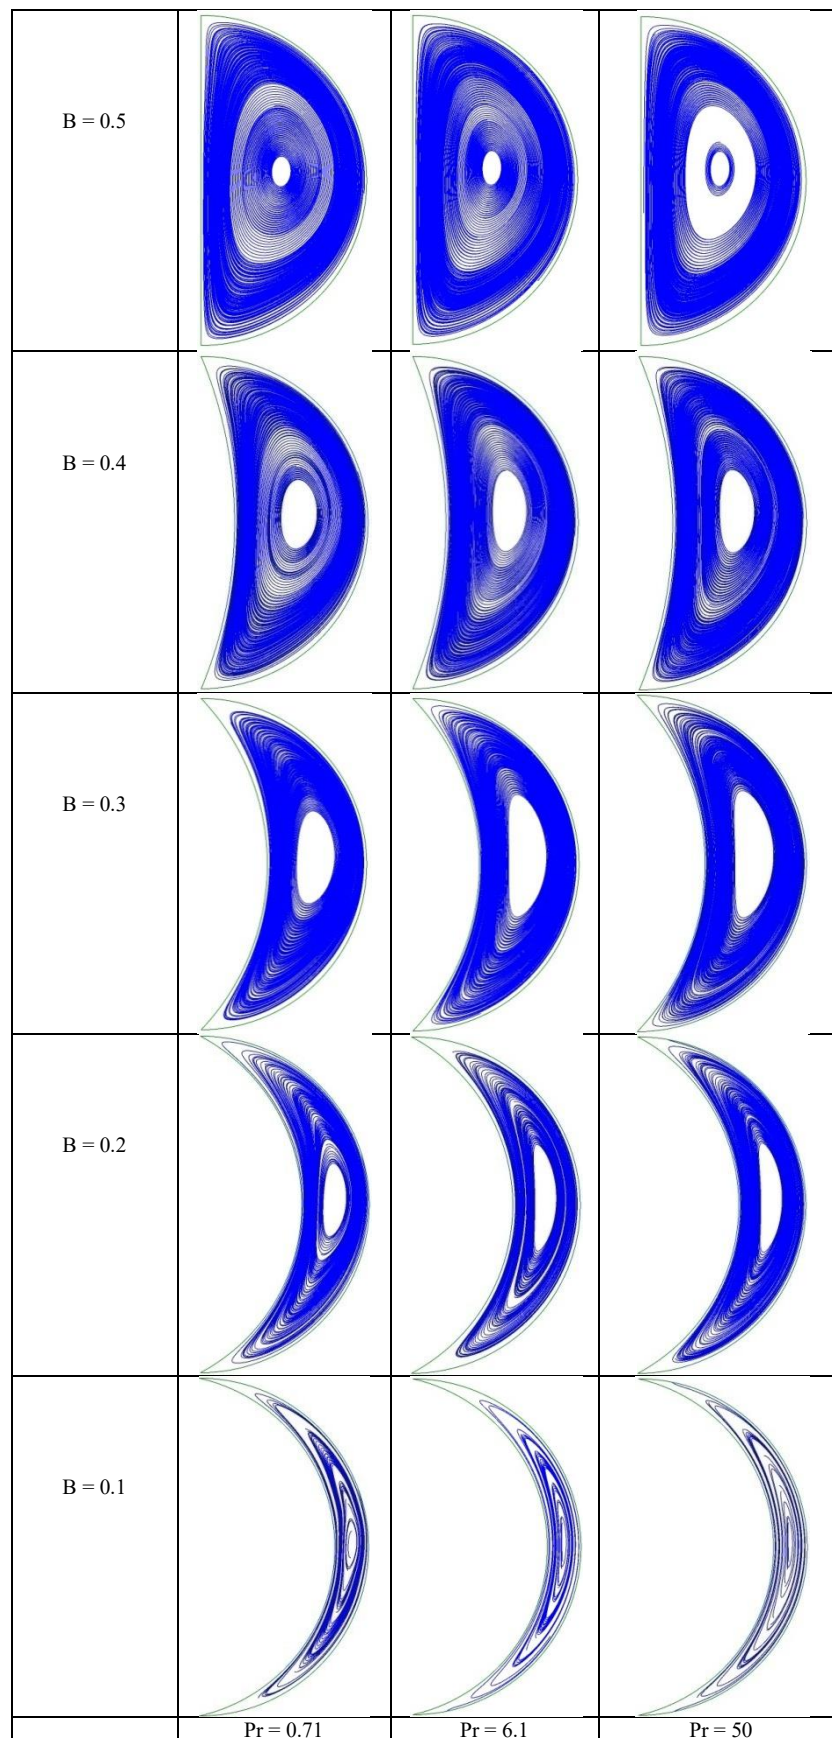 B = 0.5
B = 0.4
B = 0.3
B = 0.2
B = 0.1
Pr = 0.71 Pr = 6.1 Pr = 50